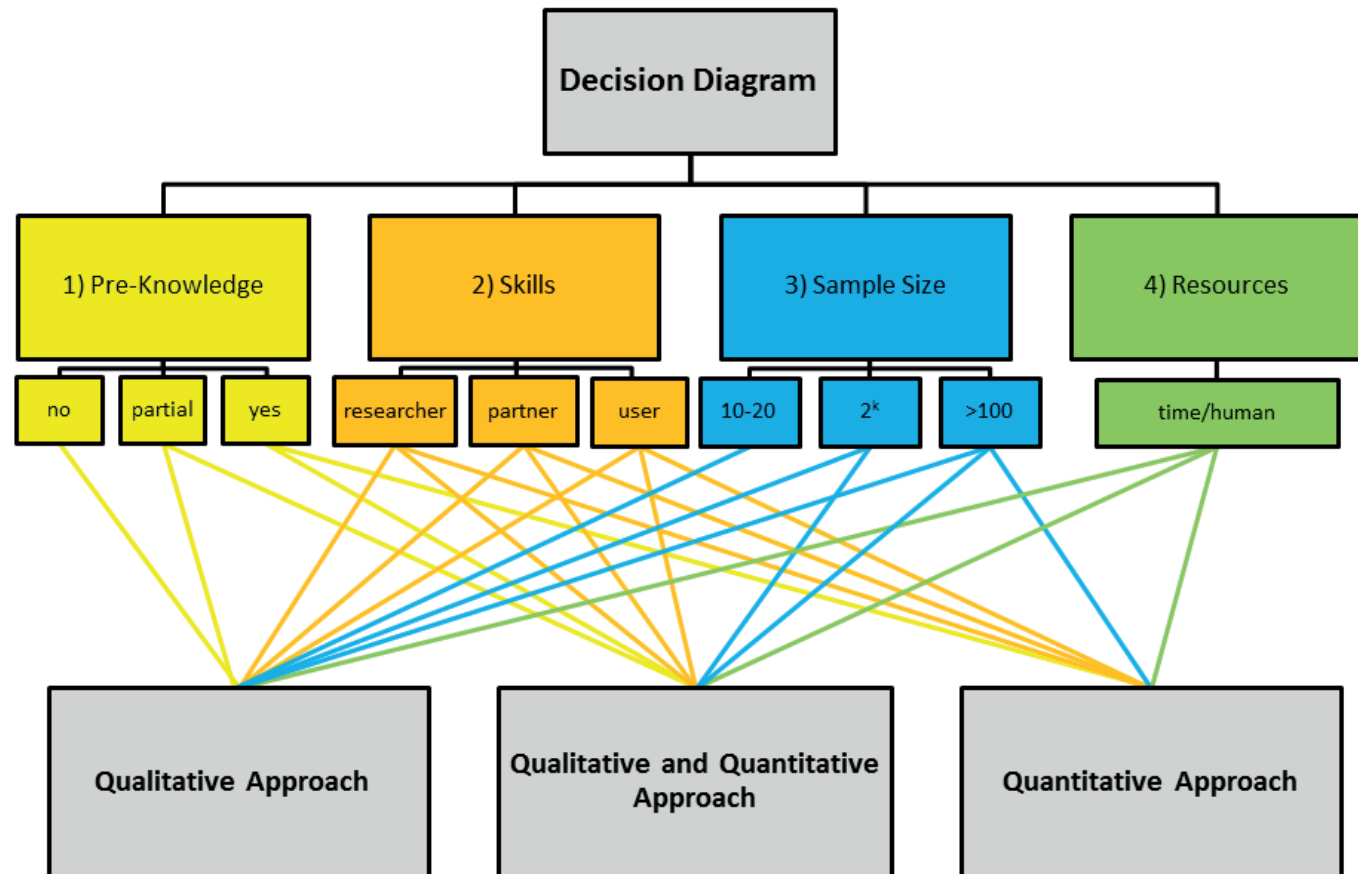 Decision Diagram
1) Pre-Knowledge
2) Skills
3) Sample Size
4) Resources
no
partial
yes
researcher
partner
user
10-20
2ᵏ
>100
time/human
Qualitative Approach
Qualitative and Quantitative
Approach
Quantitative Approach